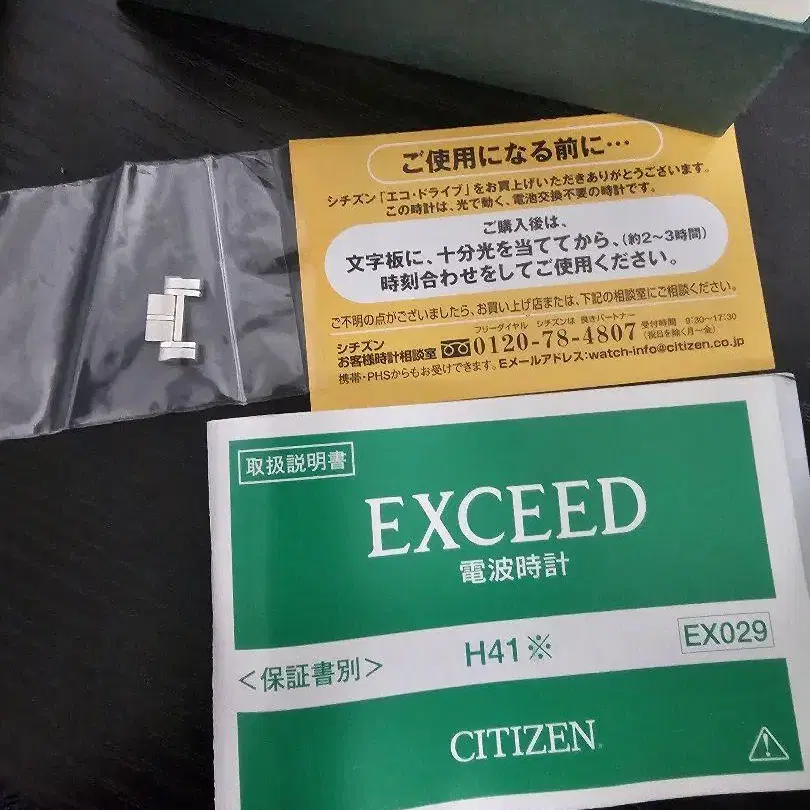 ご使用になる前に…
シチズン「エコ・ドライブ」をお買上げいただきありがとうございます。
この時計は、光で動く、電池交換不要の時計です。
ご購入後は、
文字板に、十分光を当ててから、(約2〜3時間)
時刻合わせをしてご使用ください。
ご不明の点がございましたら、お買い上げ店または、下記の相談室にご相談ください。
フリーダイヤル シチズンは 良きパートナー
シチズン
お客様時計相談室 0120-78-4807 受付時間 9:30〜17:30
(祝日を除く月〜金)
携帯・PHSからもお受けできます。Eメールアドレス:watch-info@citizen.co.jp
取扱説明書
EXCEED
電波時計
<保証書別> H41※ EX029
CITIZEN